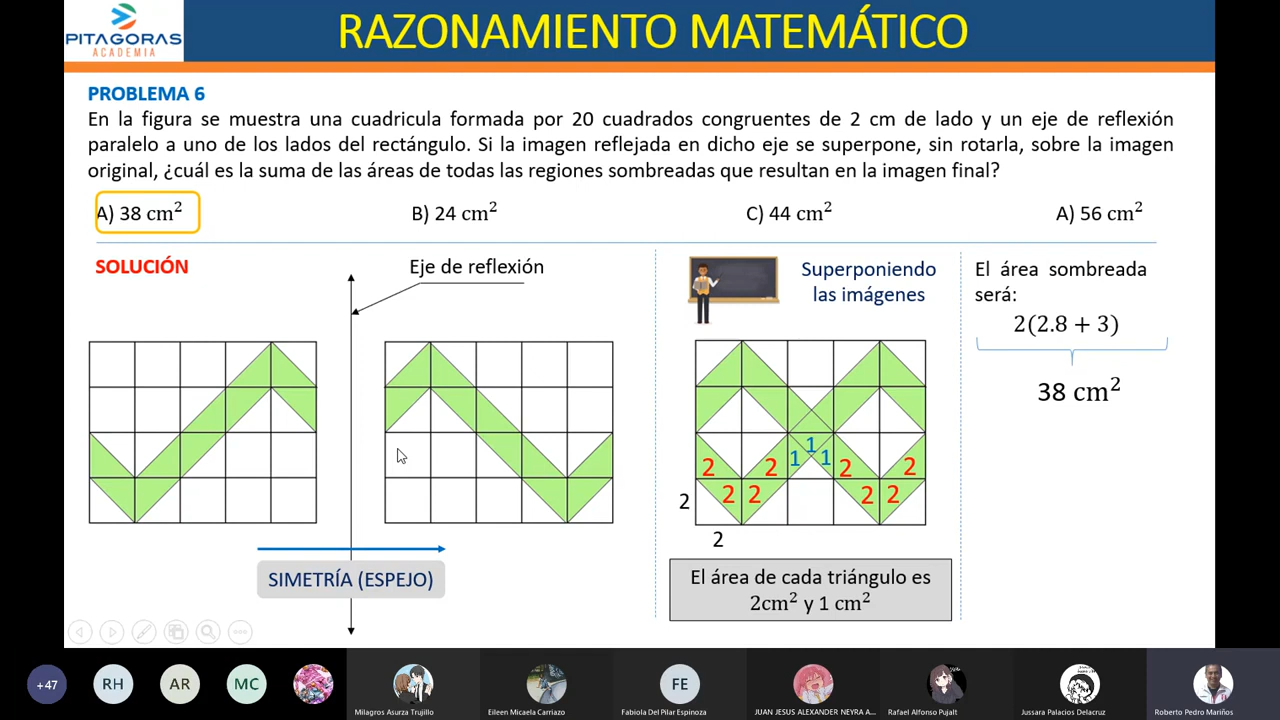 PITAGORAS
ACADEMIA
RAZONAMIENTO MATEMÁTICO
PROBLEMA 6
En la figura se muestra una cuadricula formada por 20 cuadrados congruentes de 2 cm de lado y un eje de reflexión
paralelo a uno de los lados del rectángulo. Si la imagen reflejada en dicho eje se superpone, sin rotarla, sobre la imagen
original, ¿cuál es la suma de las áreas de todas las regiones sombreadas que resultan en la imagen final?
A) 38 cm²
B) 24 cm²
C) 44 cm²
A) 56 cm²
SOLUCIÓN
Eje de reflexión
SIMETRÍA (ESPEJO)
Superponiendo
las imágenes
1
2 2 1 1 2 2
2 2 2 2 2
2
El área de cada triángulo es
2cm² y 1 cm²
El área sombreada
será:
2(2.8 + 3)
38 cm²
+47
RH
AR
MC
Milagros Asurza Trujillo
Eileen Micaela Carriazo
FE
Fabiola Del Pilar Espinoza
JUAN JESUS ALEXANDER NEYRA A...
Rafael Alfonso Pujalt
Jussara Palacios Delacruz
Roberto Pedro Mariños